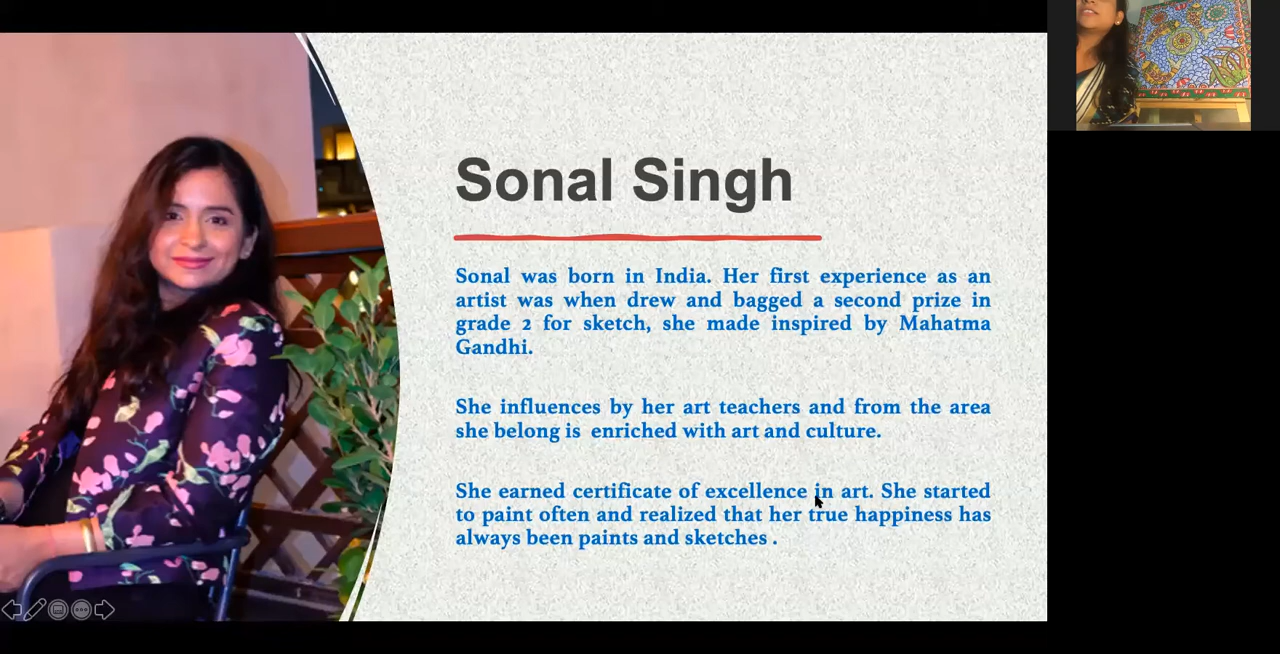 Sonal Singh
Sonal was born in India. Her first experience as an
artist was when drew and bagged a second prize in
grade 2 for sketch, she made inspired by Mahatma
Gandhi.
She influences by her art teachers and from the area
she belong is  enriched with art and culture.
She earned certificate of excellence in art. She started
to paint often and realized that her true happiness has
always been paints and sketches .